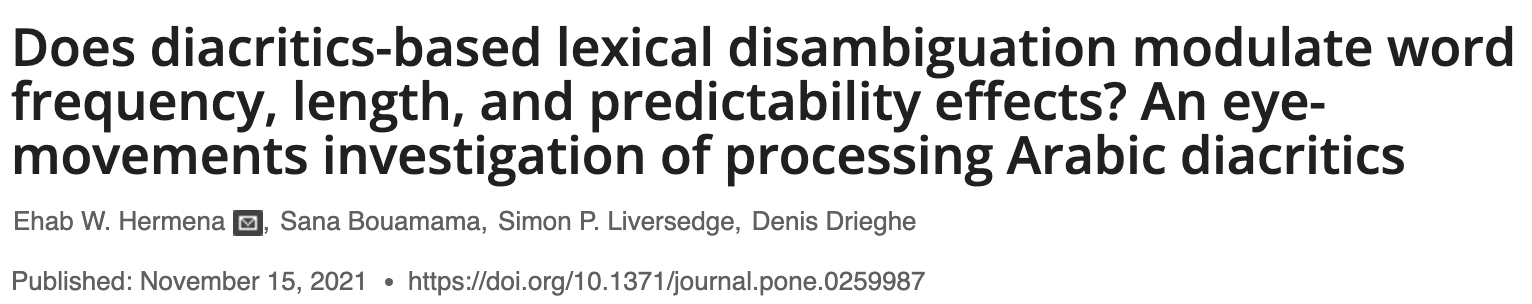 Does diacritics-based lexical disambiguation modulate word
frequency, length, and predictability effects? An eye-
movements investigation of processing Arabic diacritics
Ehab W. Hermena , Sana Bouamama, Simon P. Liversedge, Denis Drieghe
Published: November 15, 2021 • https://doi.org/10.1371/journal.pone.0259987